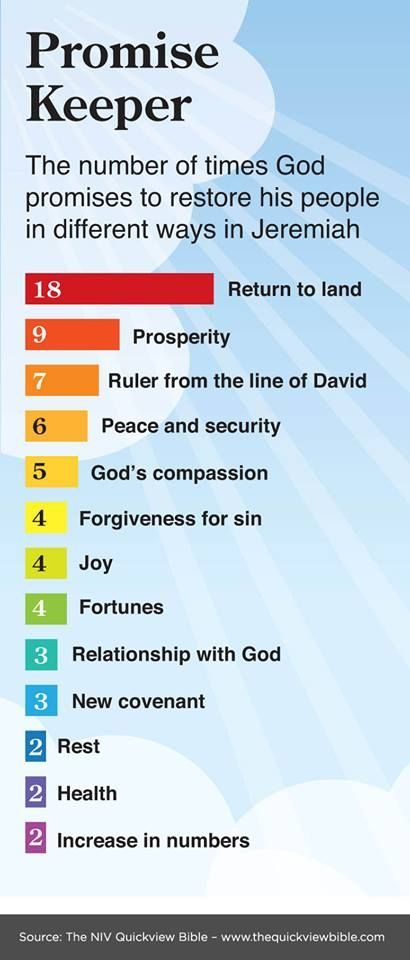 Promise
Keeper
The number of times God
promises to restore his people
in different ways in Jeremiah
18 Return to land
9 Prosperity
7 Ruler from the line of David
6 Peace and security
5 God's compassion
4 Forgiveness for sin
4 Joy
4 Fortunes
3 Relationship with God
3 New covenant
2 Rest
2 Health
2 Increase in numbers
Source: The NIV Quickview Bible – www.thequickviewbible.com